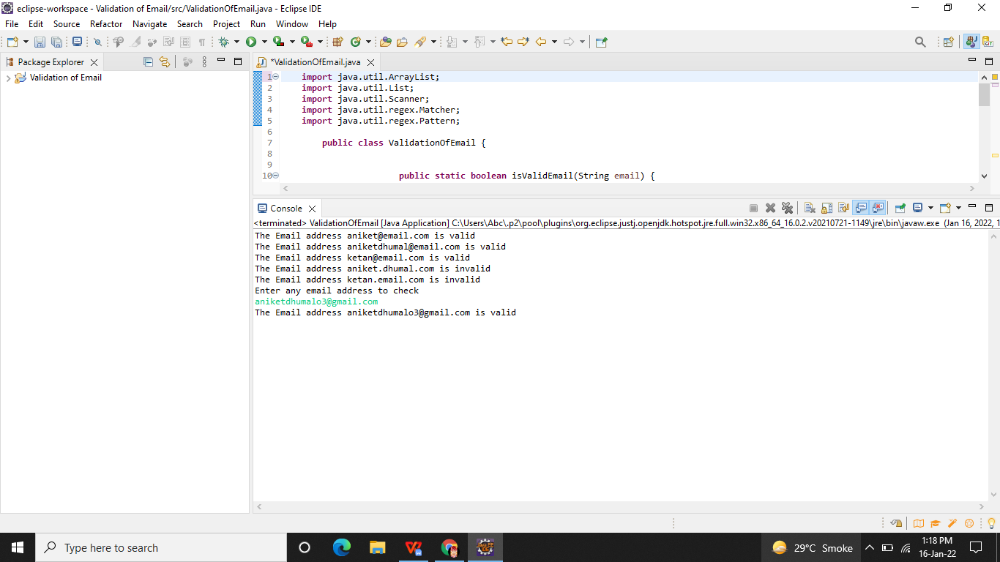 eclipse-workspace - Validation of Email/src/ValidationOfEmail.java - Eclipse IDE
File Edit Source Refactor Navigate Search Project Run Window Help
Package Explorer
*ValidationOfEmail.java
Validation of Email
1 import java.util.ArrayList;
2 import java.util.List;
3 import java.util.Scanner;
4 import java.util.regex.Matcher;
5 import java.util.regex.Pattern;
6
7 public class ValidationOfEmail {
8
9
10 public static boolean isValidEmail(String email) {
Console
<terminated> ValidationOfEmail [Java Application] C:\Users\Abc\.p2\pool\plugins\org.eclipse.justj.openjdk.hotspot.jre.full.win32.x86_64_16.0.2.v20210721-1149\jre\bin\javaw.exe (Jan 16, 2022, 1
The Email address aniket@email.com is valid
The Email address aniketdhumal@email.com is valid
The Email address ketan@email.com is valid
The Email address aniket.dhumal.com is invalid
The Email address ketan.email.com is invalid
Enter any email address to check
aniketdhumalo3@gmail.com
The Email address aniketdhumalo3@gmail.com is valid
Type here to search
29°C Smoke
1:18 PM
16-Jan-22